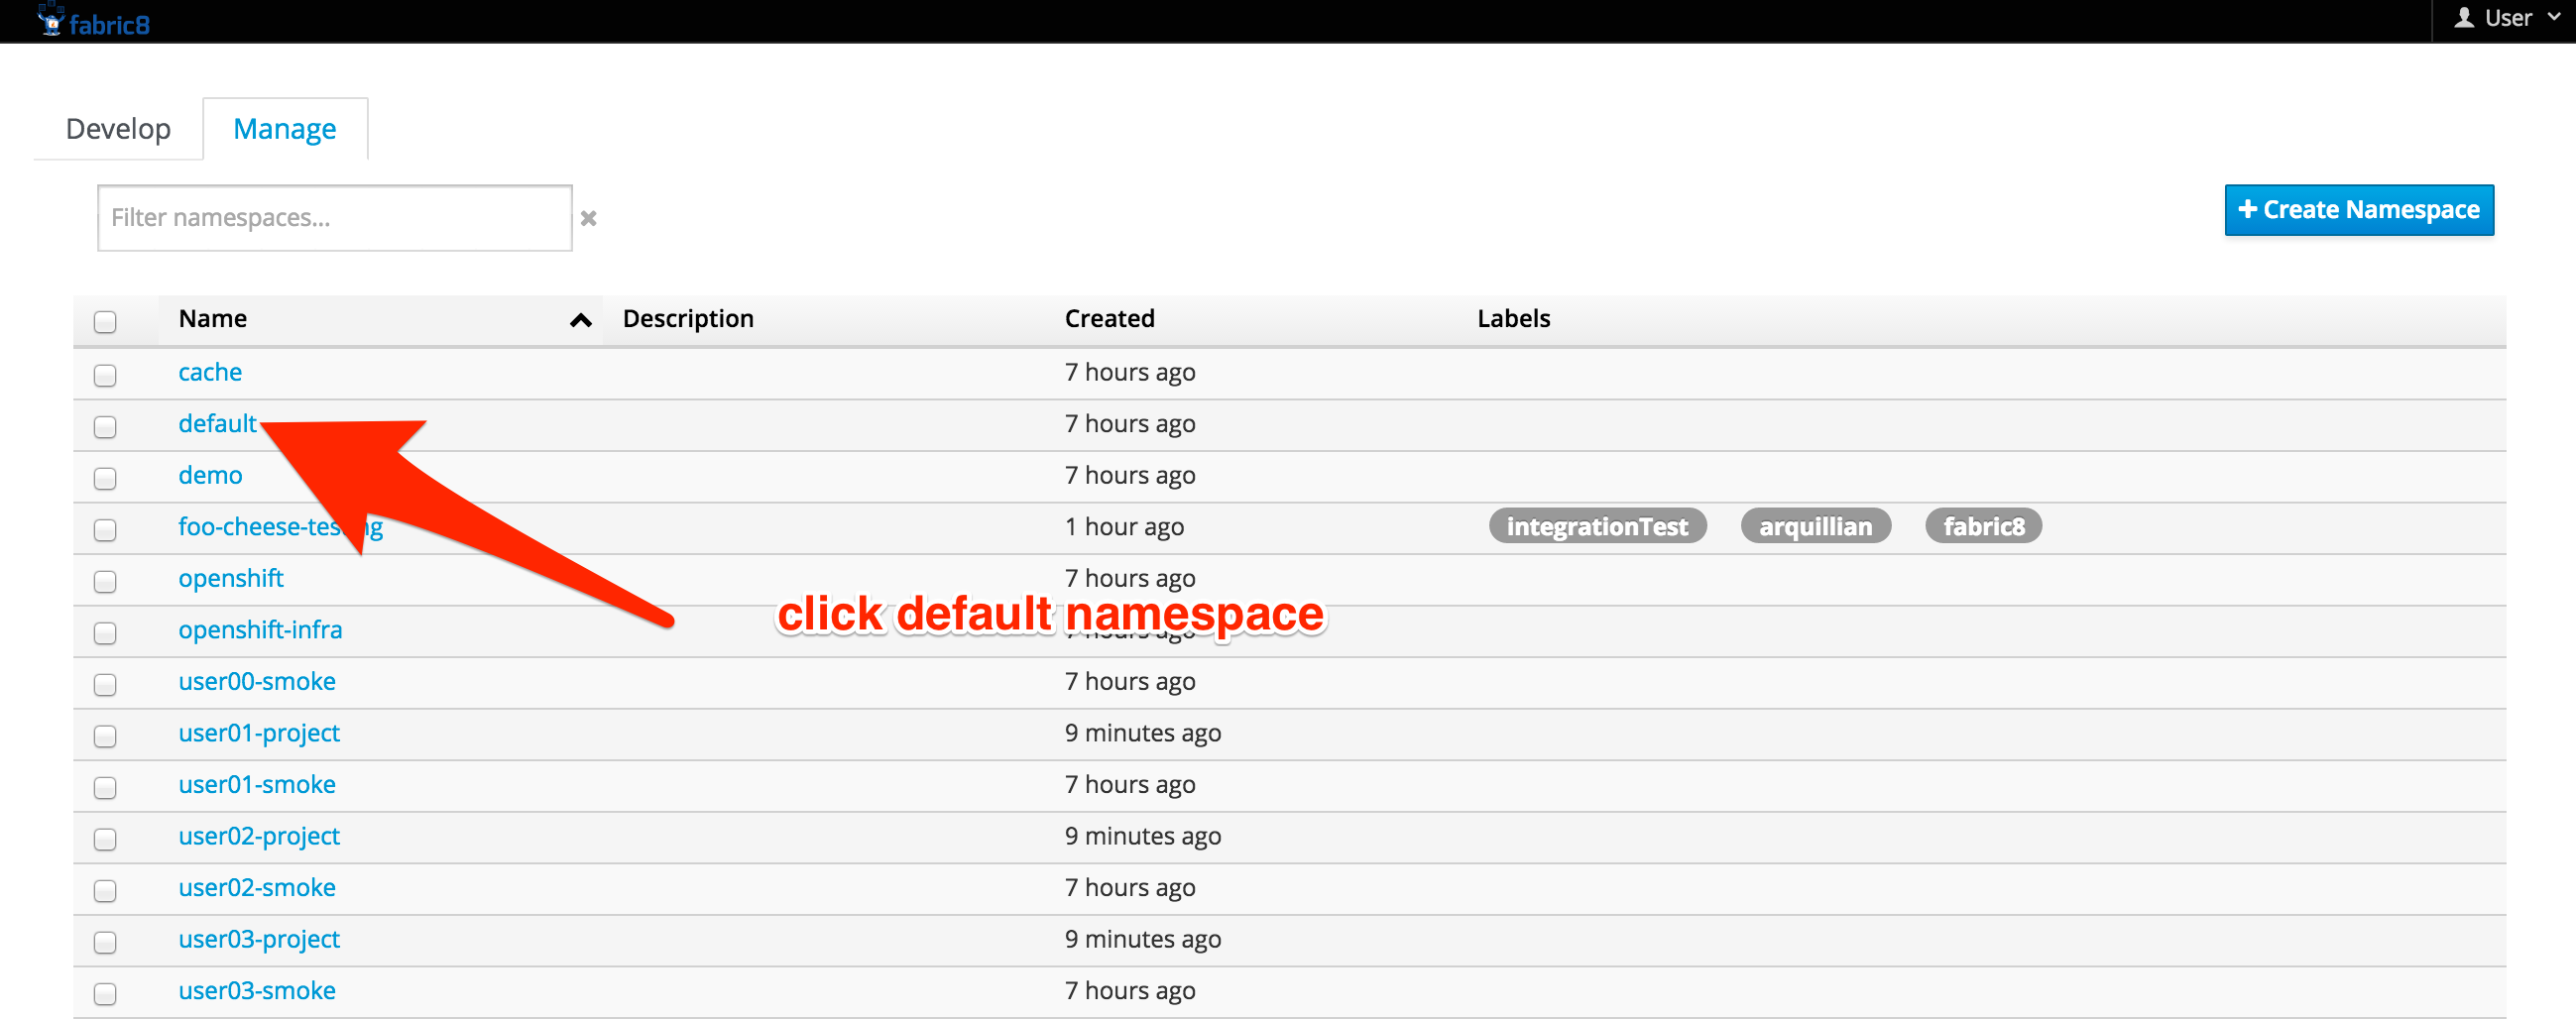 fabric8
User
Develop Manage
Filter namespaces...
+ Create Namespace
Name Description Created Labels
cache 7 hours ago
default 7 hours ago
demo 7 hours ago
foo-cheese-testing 1 hour ago integrationTest arquillian fabric8
openshift 7 hours ago
click default namespace
openshift-infra 7 hours ago
user00-smoke 7 hours ago
user01-project 9 minutes ago
user01-smoke 7 hours ago
user02-project 9 minutes ago
user02-smoke 7 hours ago
user03-project 9 minutes ago
user03-smoke 7 hours ago